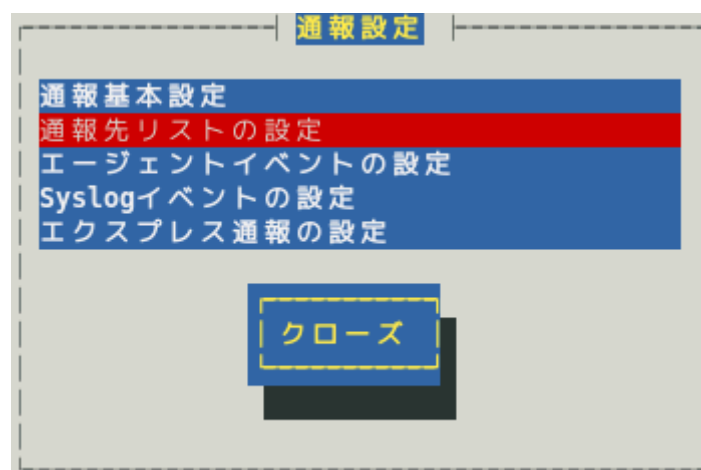 通報設定
通報基本設定
通報先リストの設定
エージェントイベントの設定
Syslogイベントの設定
エクスプレス通報の設定
クローズ